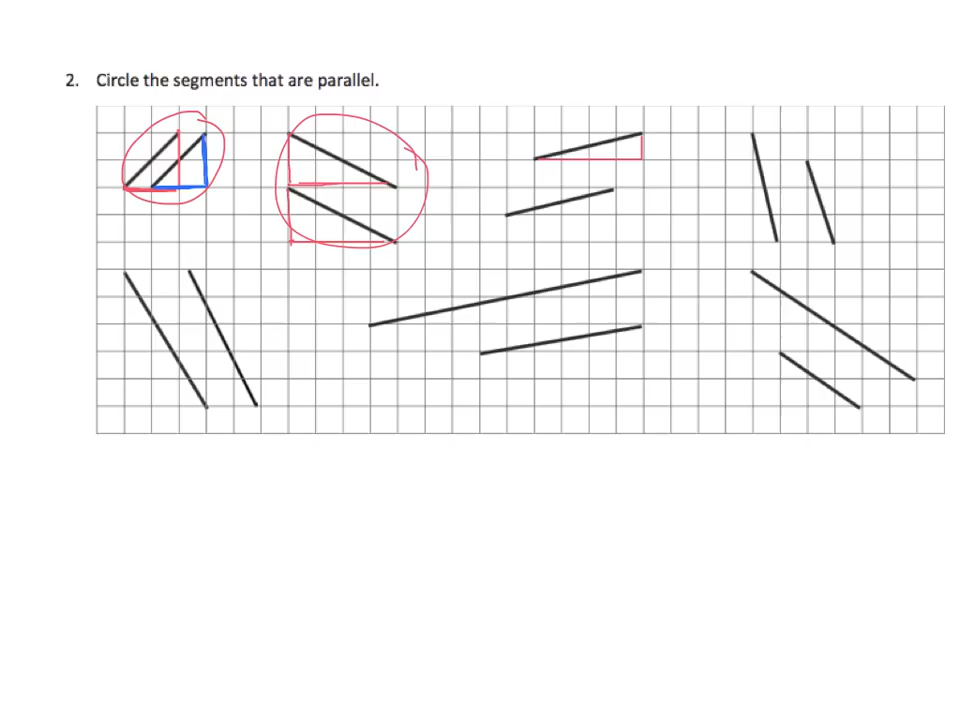 2. Circle the segments that are parallel.